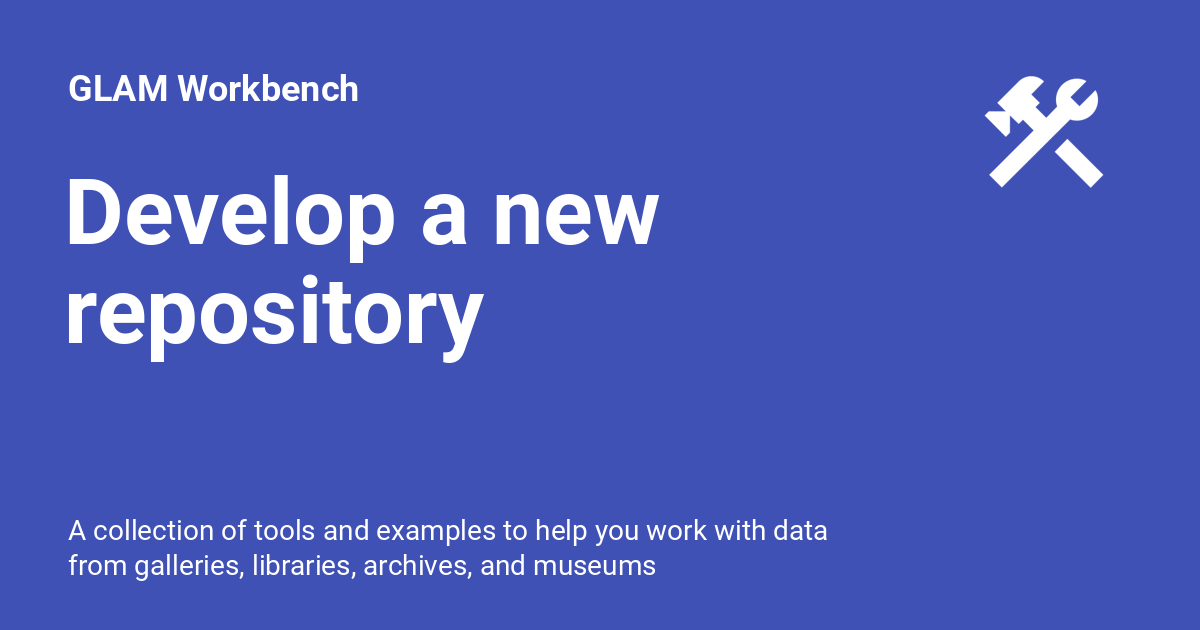 GLAM Workbench
Develop a new
repository
A collection of tools and examples to help you work with data
from galleries, libraries, archives, and museums